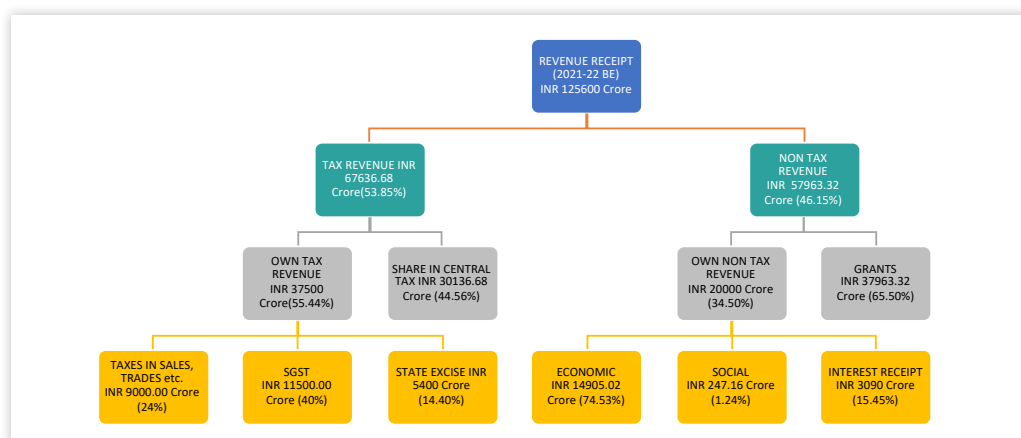 REVENUE RECEIPT
(2021-22 BE)
INR 125600 Crore
TAX REVENUE INR
67636.68
Crore(53.85%)
NON TAX
REVENUE
INR 57963.32
Crore (46.15%)
OWN TAX
REVENUE
INR 37500
Crore(55.44%)
SHARE IN CENTRAL
TAX INR 30136.68
Crore (44.56%)
OWN NON TAX
REVENUE
INR 20000 Crore
(34.50%)
GRANTS
INR 37963.32
Crore (65.50%)
TAXES IN SALES,
TRADES etc.
INR 9000.00 Crore
(24%)
SGST
INR 11500.00
Crore (40%)
STATE EXCISE INR
5400 Crore
(14.40%)
ECONOMIC
INR 14905.02
Crore (74.53%)
SOCIAL
INR 247.16 Crore
(1.24%)
INTEREST RECEIPT
INR 3090 Crore
(15.45%)